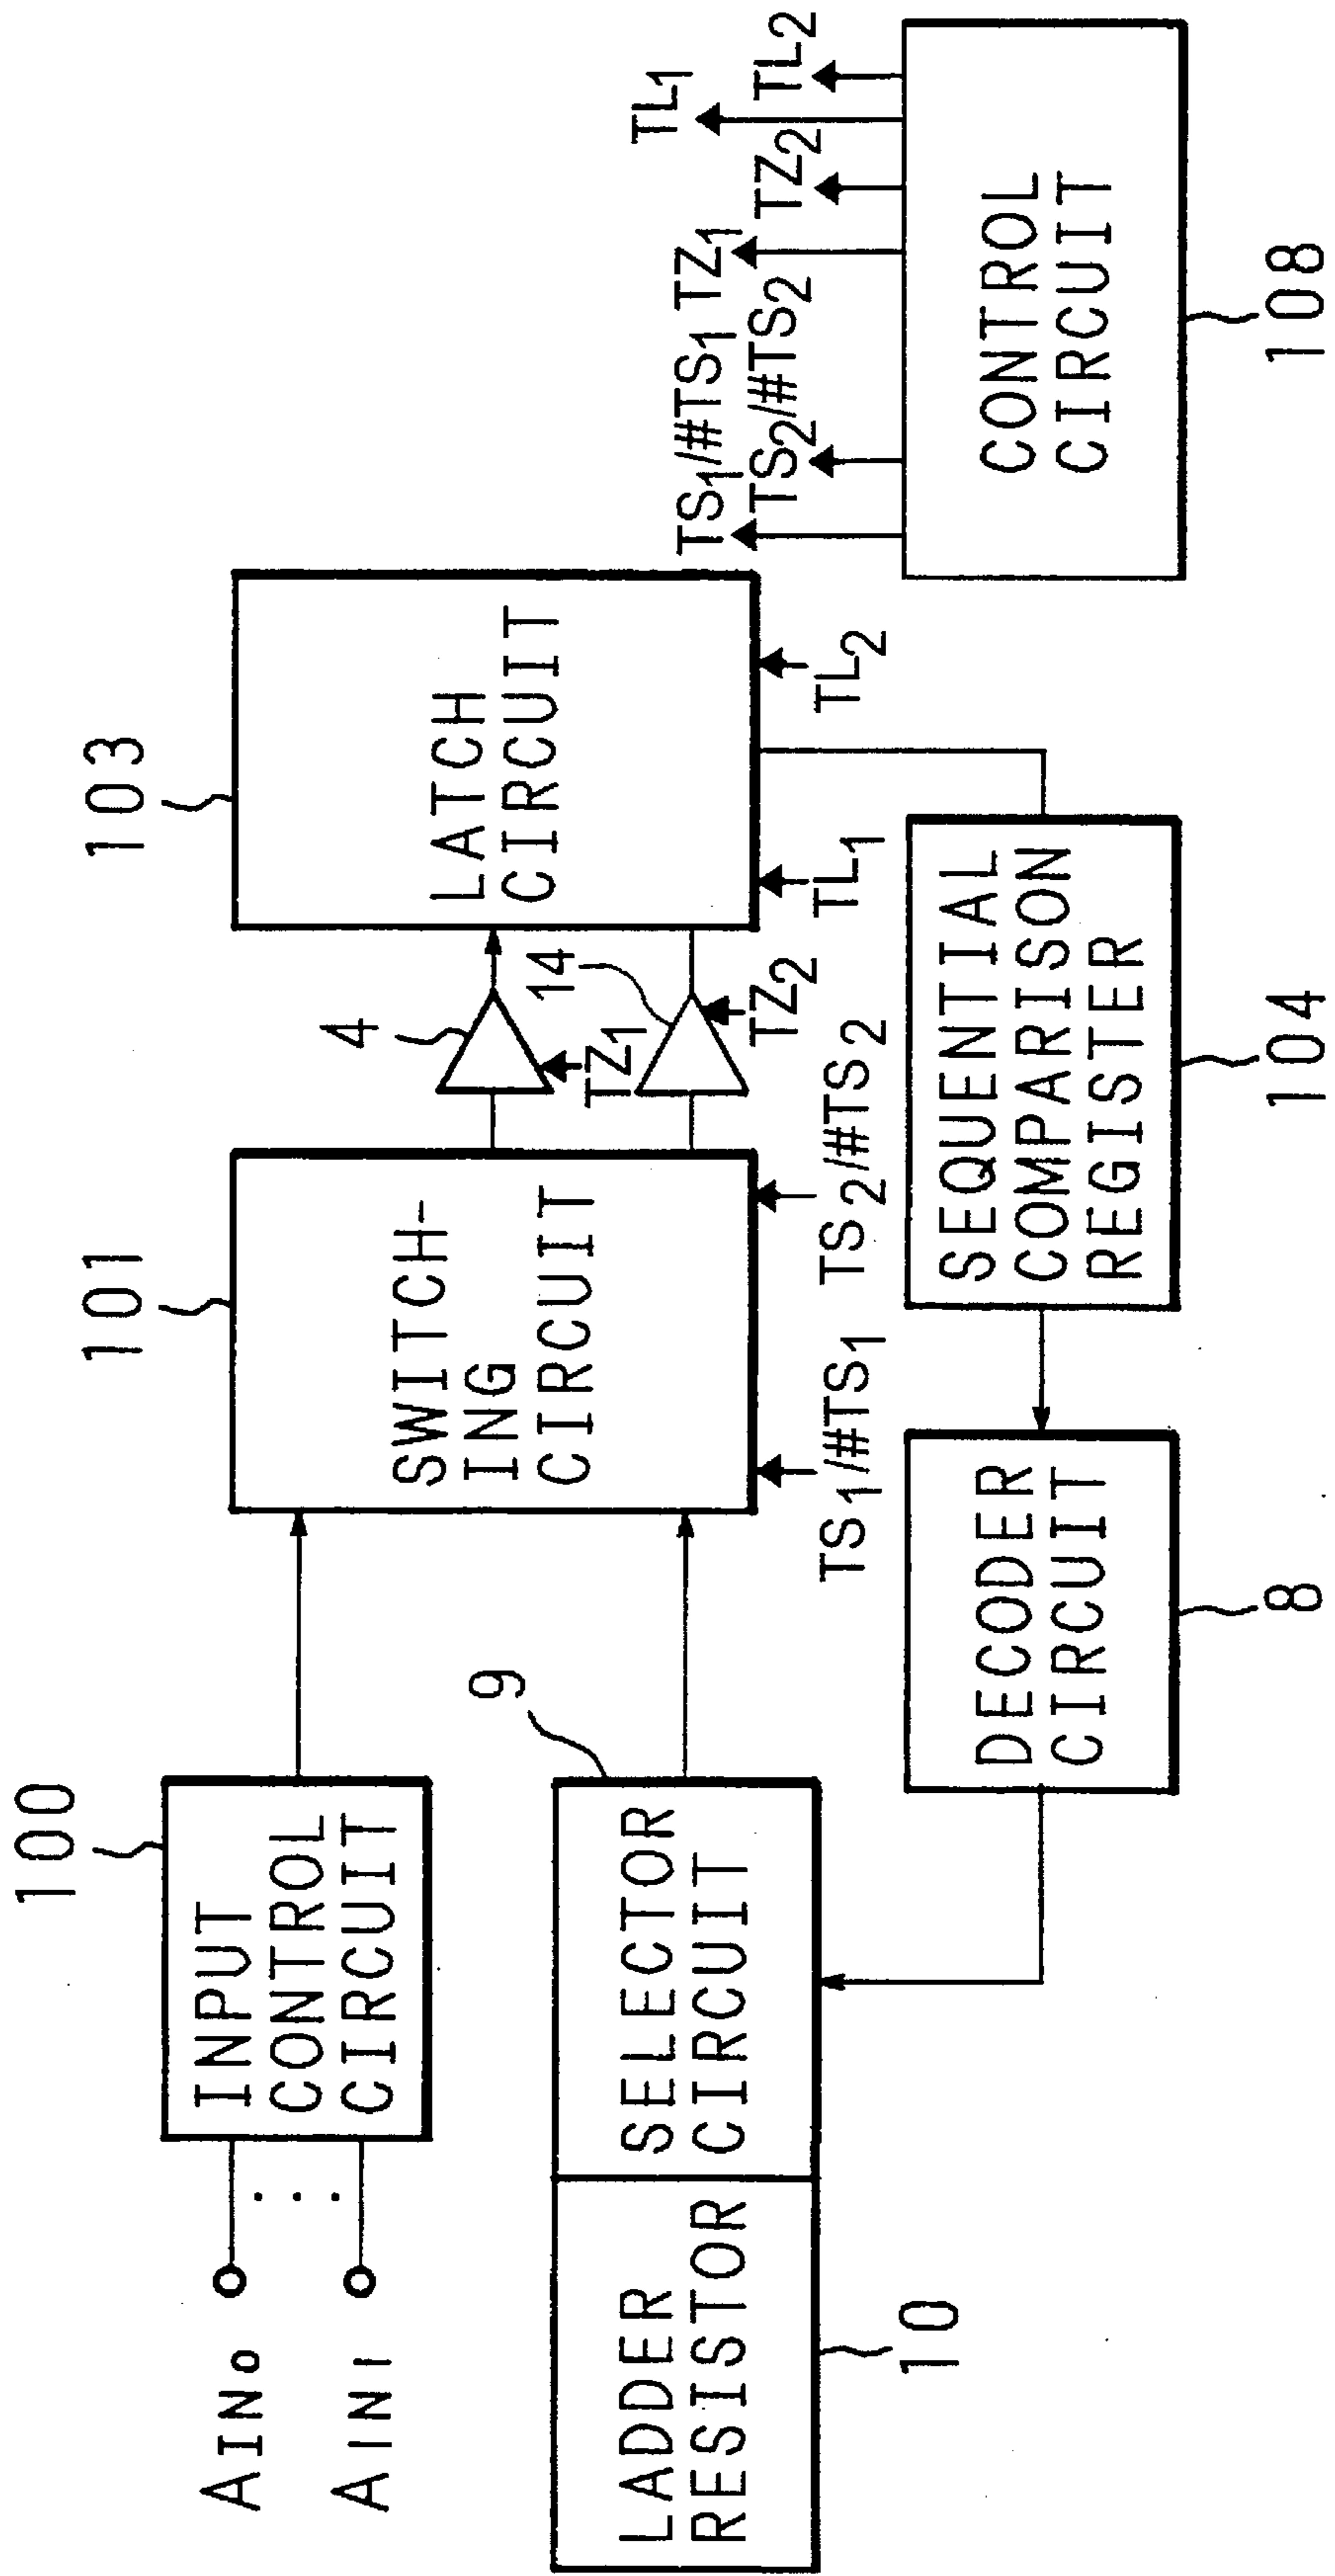 100
INPUT
CONTROL
CIRCUIT
AIN0
AINI
101
SWITCH-
ING
CIRCUIT
TS1/#TS1
TS2/#TS2
4
TZ1
14
TZ2
103
LATCH
CIRCUIT
TL1
TL2
9
LADDER
RESISTOR
SELECTOR
CIRCUIT
10
DECODER
CIRCUIT
8
SEQUENTIAL
COMPARISON
REGISTER
104
TS1/#TS1
TS2/#TS2
TZ1
TZ2
TL1
TL2
CONTROL
CIRCUIT
108